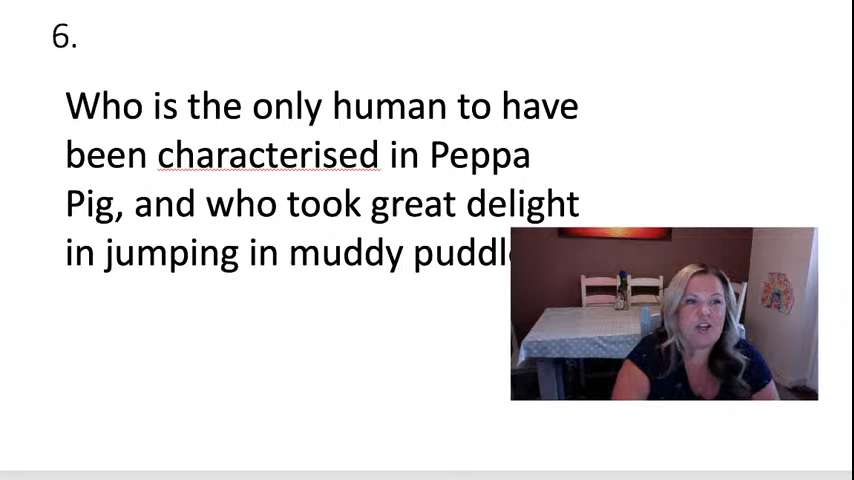 6.
Who is the only human to have
been characterised in Peppa
Pig, and who took great delight
in jumping in muddy